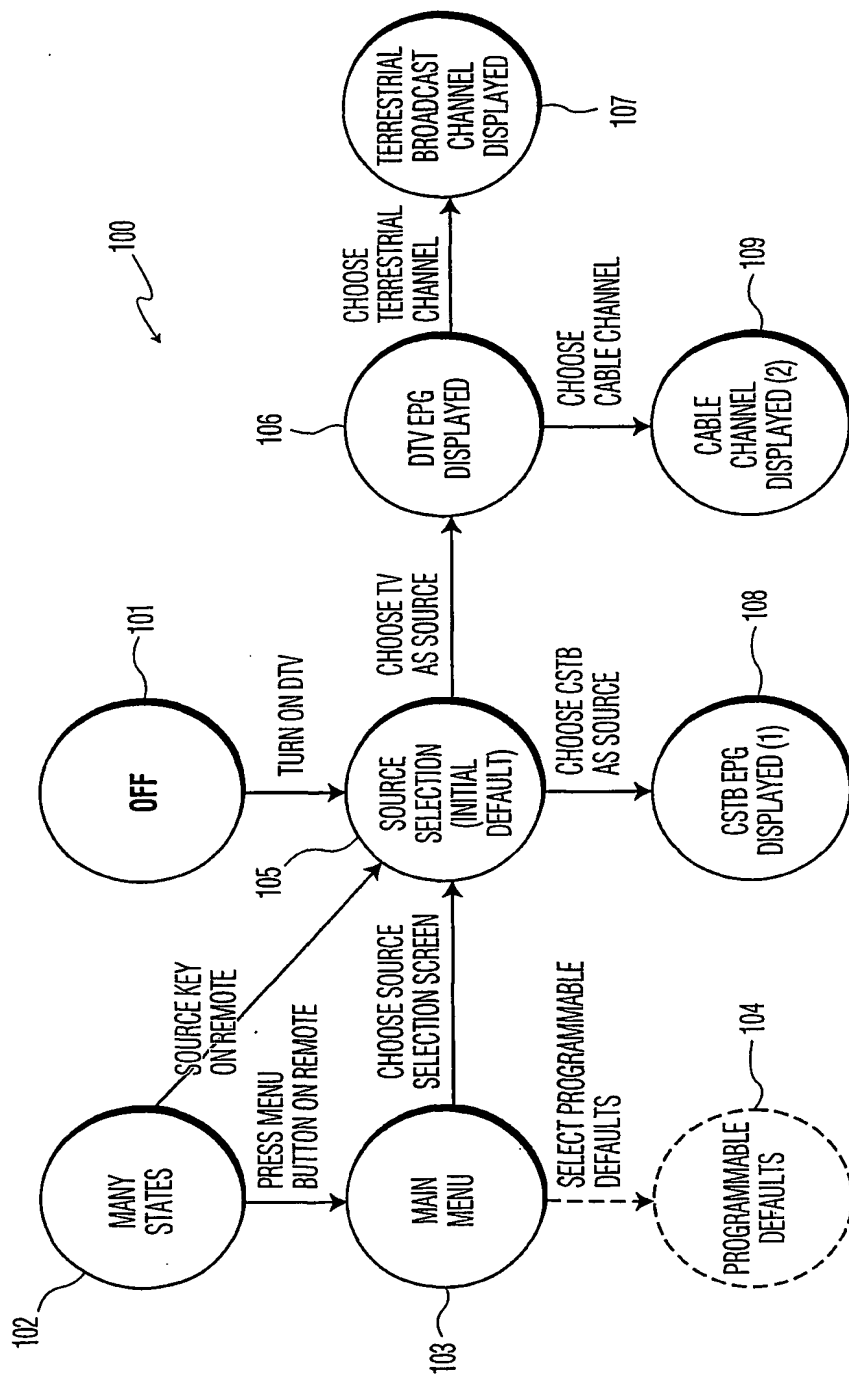 100
102
MANY
STATES
101
OFF
SOURCE KEY
ON REMOTE
PRESS MENU
BUTTON ON REMOTE
TURN ON DTV
103
MAIN
MENU
CHOOSE SOURCE
SELECTION SCREEN
105
SOURCE
SELECTION
(INITIAL
DEFAULT)
CHOOSE TV
AS SOURCE
106
DTV EPG
DISPLAYED
CHOOSE
TERRESTRIAL
CHANNEL
TERRESTRIAL
BROADCAST
CHANNEL
DISPLAYED
107
SELECT PROGRAMMABLE
DEFAULTS
CHOOSE CSTB
AS SOURCE
CHOOSE
CABLE CHANNEL
104
PROGRAMMABLE
DEFAULTS
108
CSTB EPG
DISPLAYED (1)
109
CABLE
CHANNEL
DISPLAYED (2)